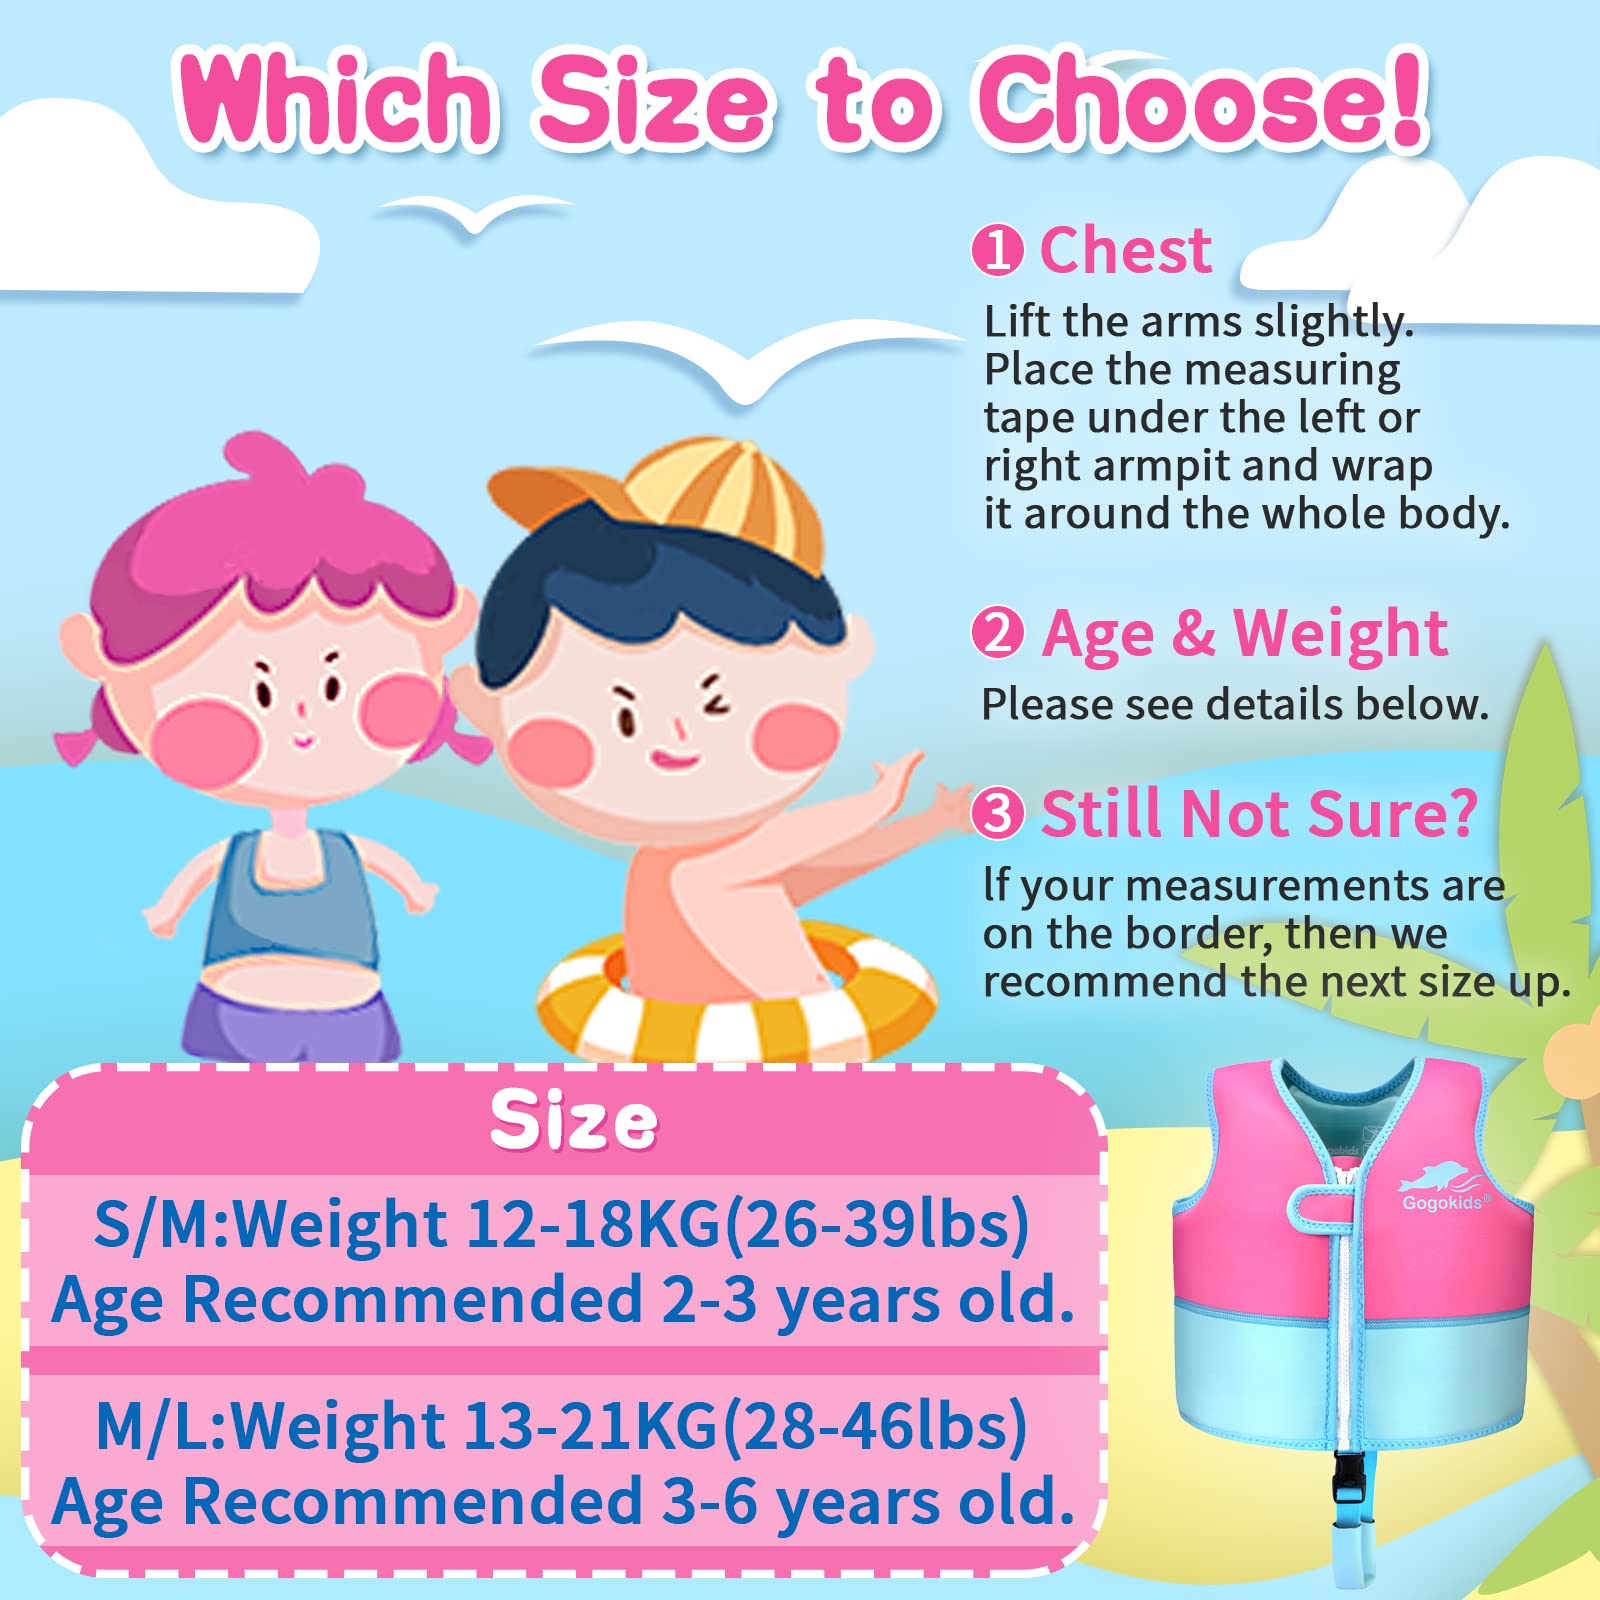 Which Size to Choose!
1 Chest
Lift the arms slightly.
Place the measuring
tape under the left or
right armpit and wrap
it around the whole body.
2 Age & Weight
Please see details below.
3 Still Not Sure?
If your measurements are
on the border, then we
recommend the next size up.
Size
S/M:Weight 12-18KG(26-39lbs)
Age Recommended 2-3 years old.
M/L:Weight 13-21KG(28-46lbs)
Age Recommended 3-6 years old.
Gogokids®